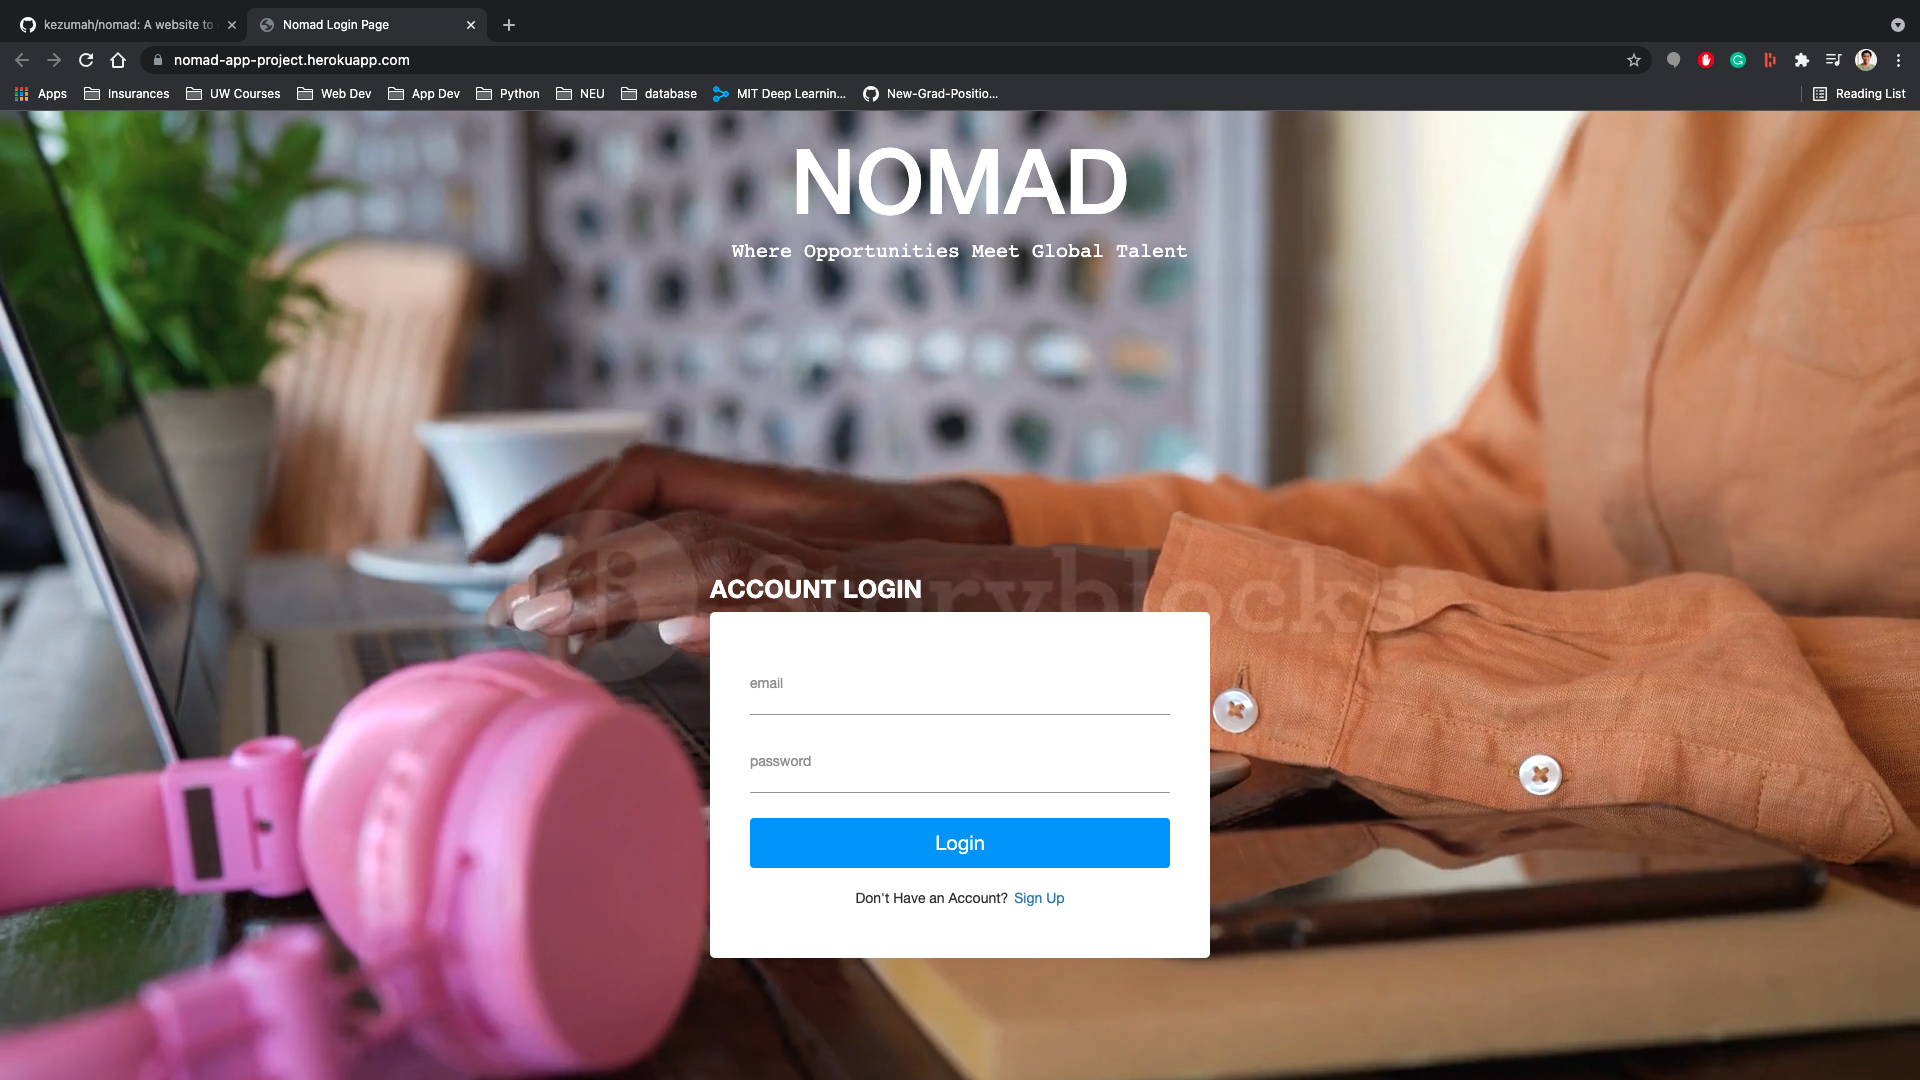 kezumah/nomad: A website to
Nomad Login Page
nomad-app-project.herokuapp.com
Apps
Insurances
UW Courses
Web Dev
App Dev
Python
NEU
database
MIT Deep Learnin...
New-Grad-Positio...
Reading List
NOMAD
Where Opportunities Meet Global Talent
Storyblocks
ACCOUNT LOGIN
email
password
Login
Don't Have an Account? Sign Up